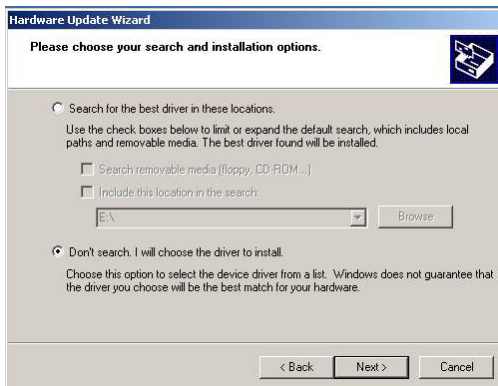 Hardware Update Wizard
Please choose your search and installation options.
Search for the best driver in these locations.
Use the check boxes below to limit or expand the default search, which includes local
paths and removable media. The best driver found will be installed.
Search removable media (floppy, CD-ROM...)
Include this location in the search:
E:\
Browse
Don't search. I will choose the driver to install.
Choose this option to select the device driver from a list. Windows does not guarantee that
the driver you choose will be the best match for your hardware.
< Back
Next >
Cancel